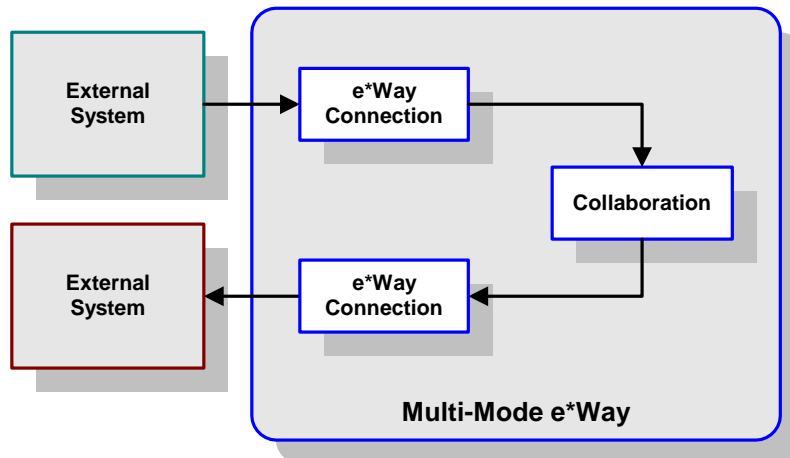 External
System
e*Way
Connection
Collaboration
External
System
e*Way
Connection
Multi-Mode e*Way